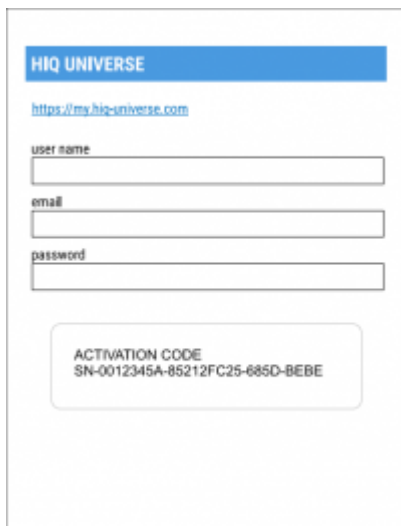 HIQ UNIVERSE
https://my.hiq-universe.com
user name
email
password
ACTIVATION CODE
SN-0012345A-85212FC25-685D-BEBE